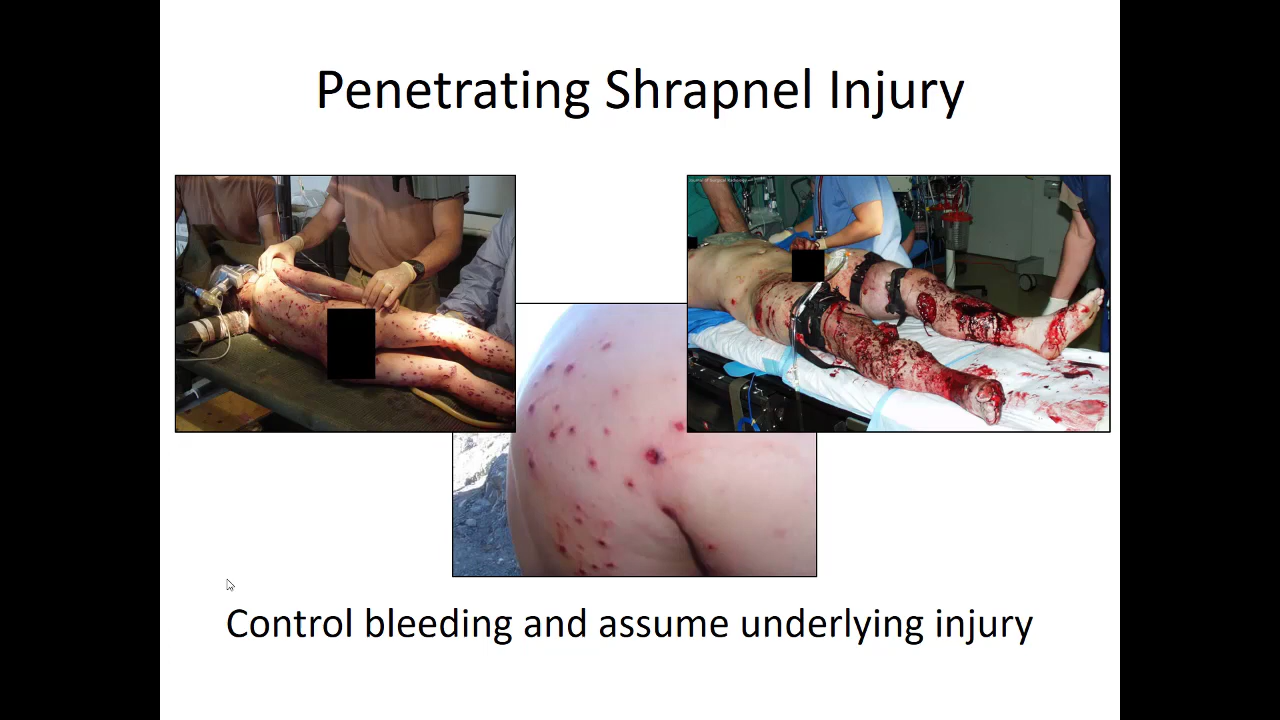 Penetrating Shrapnel Injury
Control bleeding and assume underlying injury